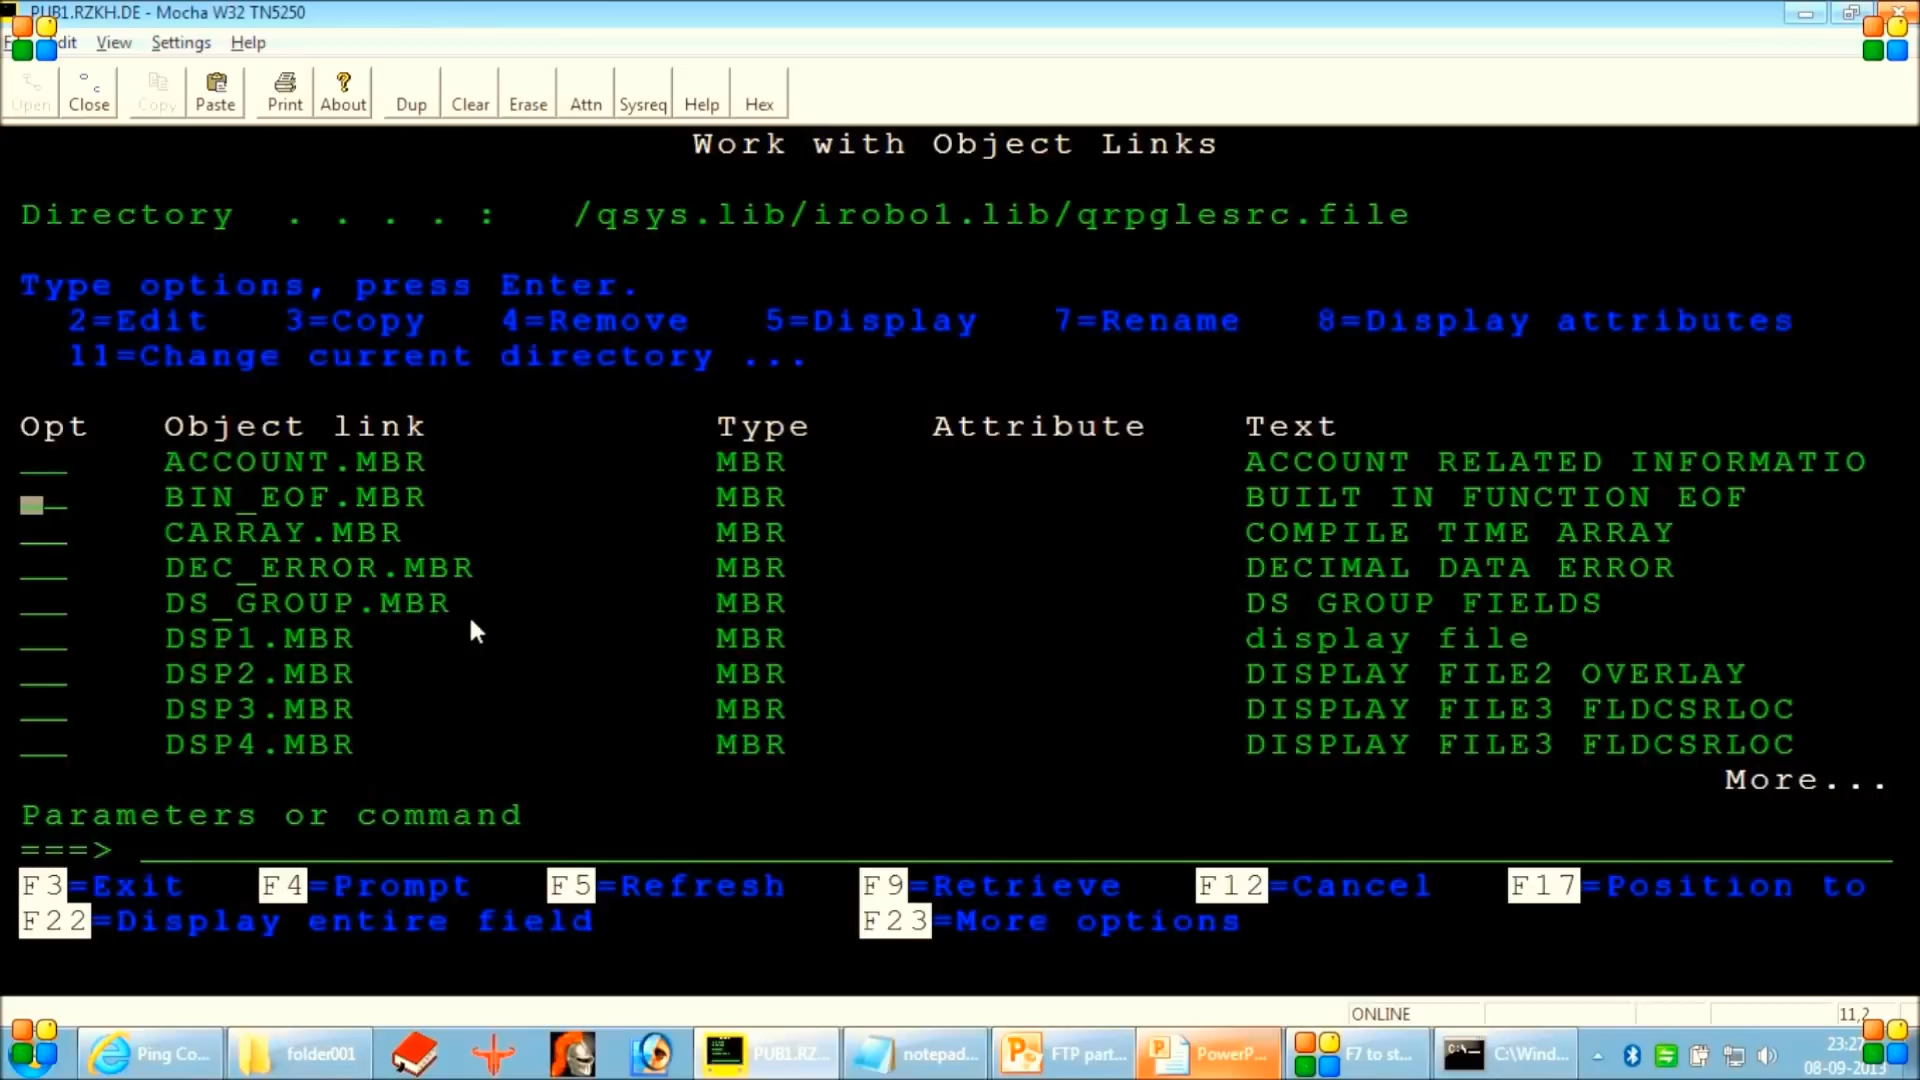 PUB1.RZKH.DE - Mocha W32 TN5250
Edit View Settings Help
Open Close Copy Paste Print About Dup Clear Erase Attn Sysreq Help Hex
Work with Object Links
Directory . . . . : /qsys.lib/irobo1.lib/qrpglesrc.file
Type options, press Enter.
2=Edit 3=Copy 4=Remove 5=Display 7=Rename 8=Display attributes
11=Change current directory ...
Opt Object link Type Attribute Text
ACCOUNT.MBR MBR ACCOUNT RELATED INFORMATIO
BIN_EOF.MBR MBR BUILT IN FUNCTION EOF
CARRAY.MBR MBR COMPILE TIME ARRAY
DEC_ERROR.MBR MBR DECIMAL DATA ERROR
DS_GROUP.MBR MBR DS GROUP FIELDS
DSP1.MBR MBR display file
DSP2.MBR MBR DISPLAY FILE2 OVERLAY
DSP3.MBR MBR DISPLAY FILE3 FLDCSRLOC
DSP4.MBR MBR DISPLAY FILE3 FLDCSRLOC
More...
Parameters or command
===>
F3=Exit F4=Prompt F5=Refresh F9=Retrieve F12=Cancel F17=Position to
F22=Display entire field F23=More options
ONLINE 11,2
Ping Co... folder001 PUB1.RZ... notepad... FTP part... PowerP... F7 to st... C:\Wind... 23:27
08-09-2013